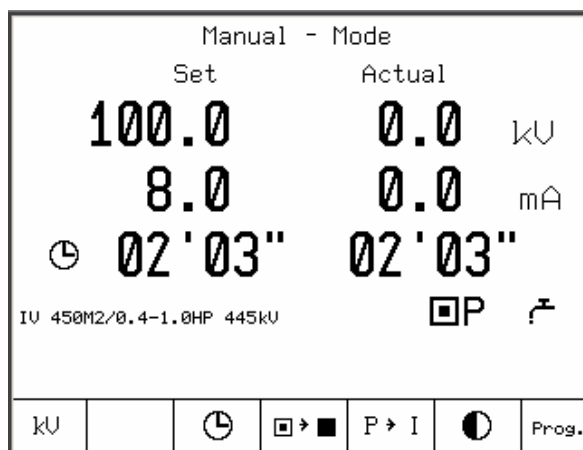 Manual - Mode
Set Actual
100.0 0.0 kV
8.0 0.0 mA
02'03" 02'03"
IV 450M2/0.4-1.0HP 445kV P
kV P → I Prog.